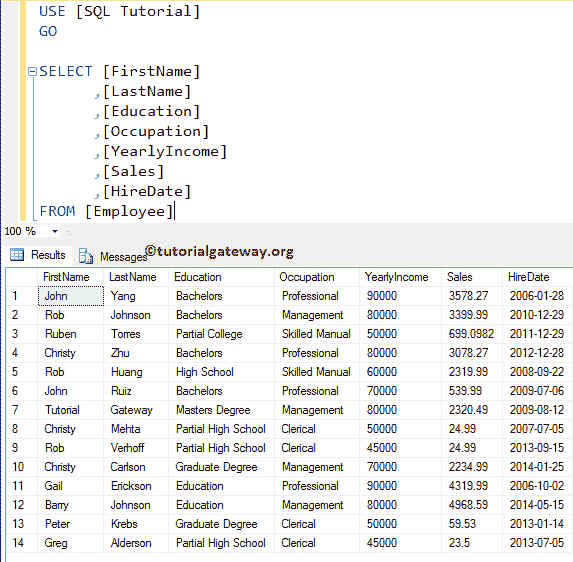 USE [SQL Tutorial]
GO
SELECT [FirstName]
,[LastName]
,[Education]
,[Occupation]
,[YearlyIncome]
,[Sales]
,[HireDate]
FROM [Employee]
100 %
Results Messages ©tutorialgateway.org
FirstName LastName Education Occupation YearlyIncome Sales HireDate
1 John Yang Bachelors Professional 90000 3578.27 2006-01-28
2 Rob Johnson Bachelors Management 80000 3399.99 2010-12-29
3 Ruben Torres Partial College Skilled Manual 50000 699.0982 2011-12-29
4 Christy Zhu Bachelors Professional 80000 3078.27 2012-12-28
5 Rob Huang High School Skilled Manual 60000 2319.99 2008-09-22
6 John Ruiz Bachelors Professional 70000 539.99 2009-07-06
7 Tutorial Gateway Masters Degree Management 80000 2320.49 2009-08-12
8 Christy Mehta Partial High School Clerical 50000 24.99 2007-07-05
9 Rob Verhoff Partial High School Clerical 45000 24.99 2013-09-15
10 Christy Carlson Graduate Degree Management 70000 2234.99 2014-01-25
11 Gail Erickson Education Professional 90000 4319.99 2006-10-02
12 Barry Johnson Education Management 80000 4968.59 2014-05-15
13 Peter Krebs Graduate Degree Clerical 50000 59.53 2013-01-14
14 Greg Alderson Partial High School Clerical 45000 23.5 2013-07-05